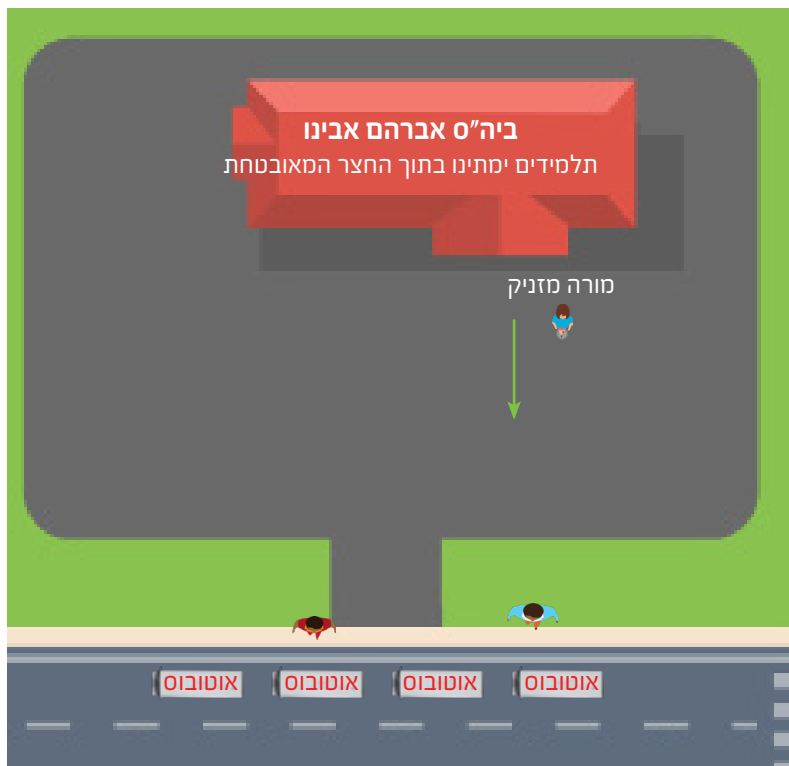 ביה"ס אברהם אבינו
תלמידים ימתינו בתוך החצר המאובטחת
מורה מזניק
אוטובוס
אוטובוס
אוטובוס
אוטובוס